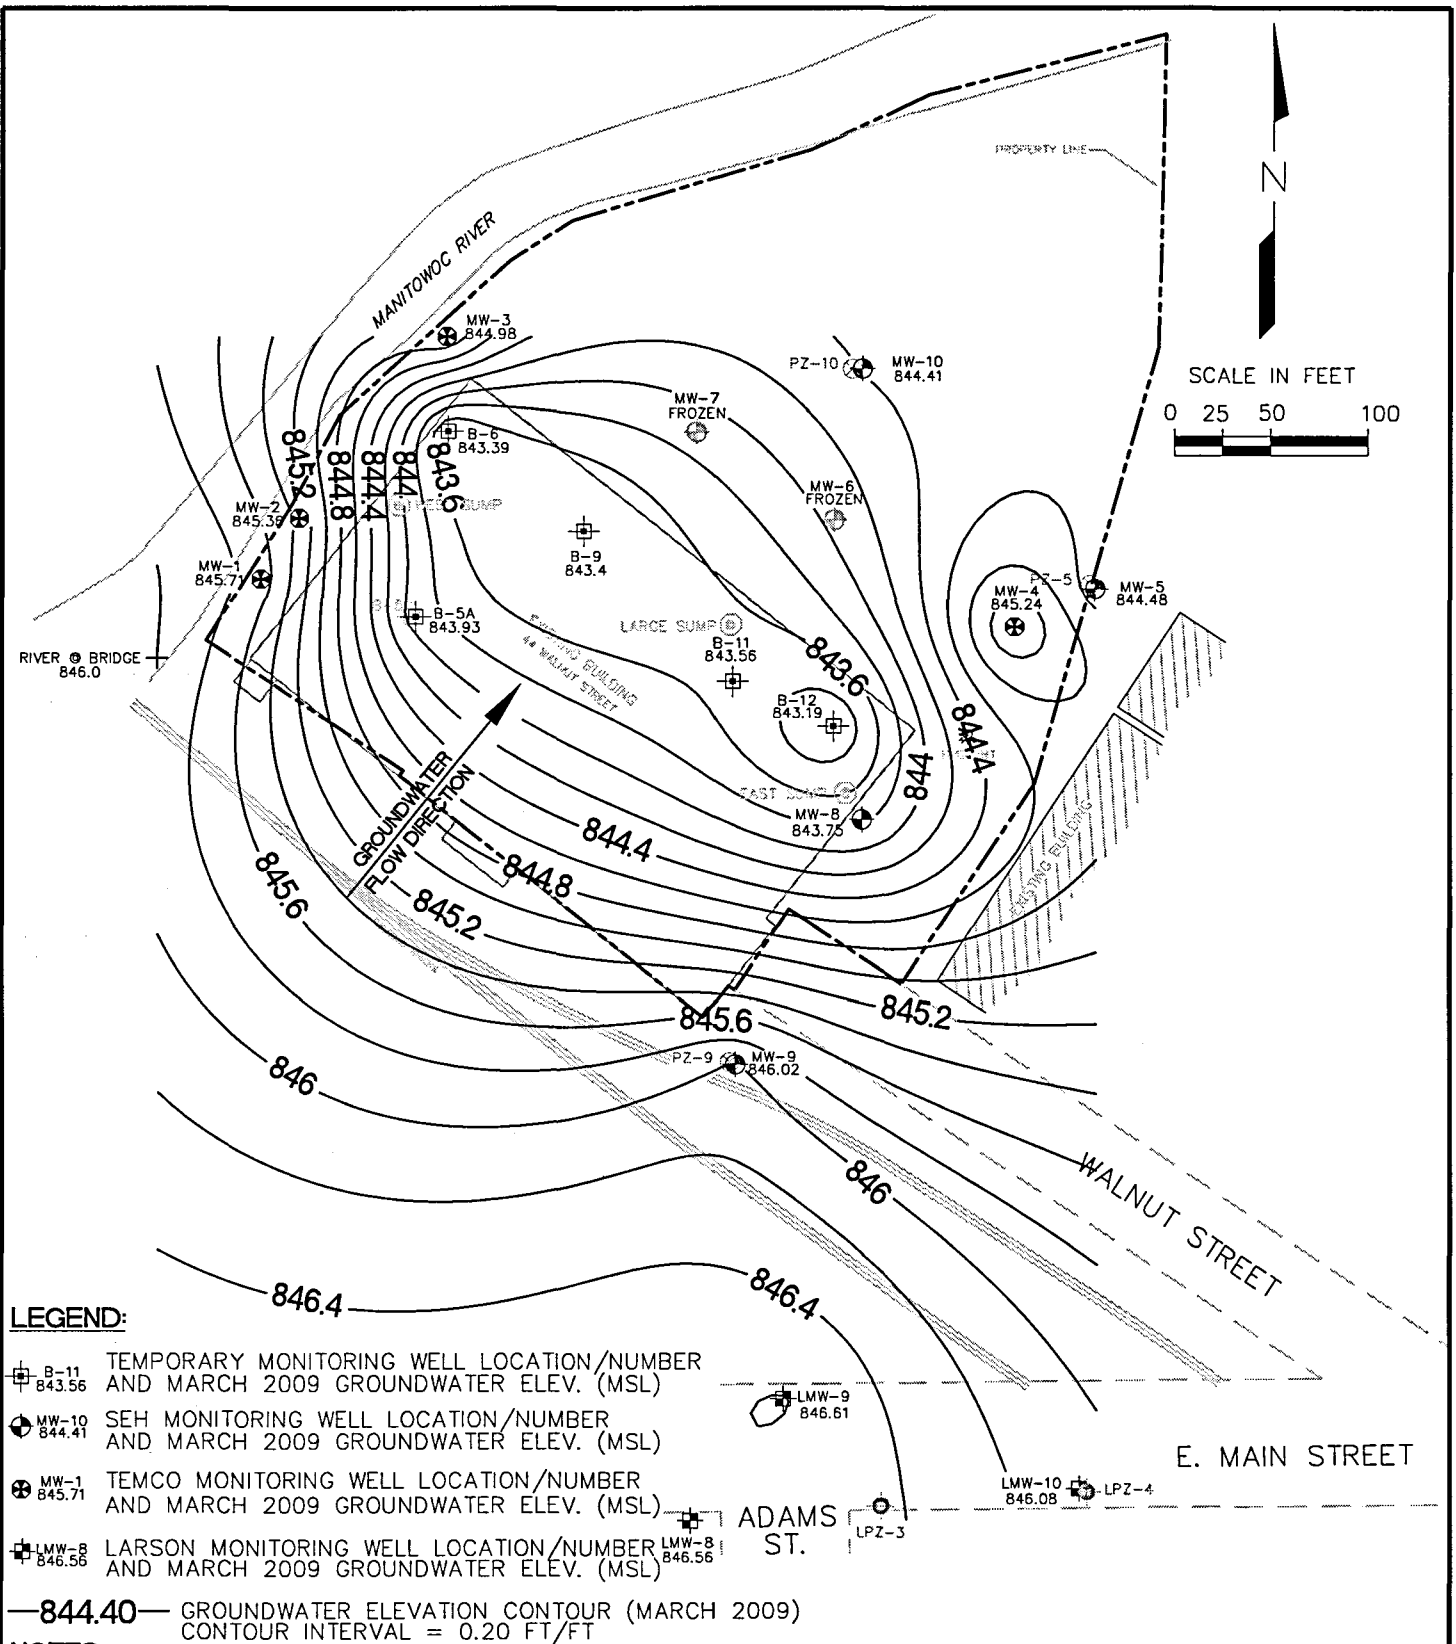 PROPERTY LINE
N
MANITOWOC RIVER
SCALE IN FEET
0 25 50 100
MW-3
844.98
PZ-10
MW-10
844.41
MW-7
FROZEN
B-6
843.39
MW-6
FROZEN
845.2
844.8
844.4
844
843.6
MW-2
845.36
B-9
843.4
MW-1
845.71
PZ-5
MW-5
844.48
MW-4
845.24
B-5A
843.93
LARGE SUMP
B-11
843.56
EXISTING BUILDING
44 WALNUT STREET
843.6
RIVER @ BRIDGE
846.0
B-12
843.19
844.4
844
EAST SUMP
MW-8
843.75
GROUNDWATER
FLOW DIRECTION
EXISTING BUILDING
844.4
844.8
845.6
845.2
845.2
845.6
PZ-9
MW-9
846.02
846
846
WALNUT STREET
846.4
846.4
LMW-9
846.61
E. MAIN STREET
LMW-10
846.08
LPZ-4
LPZ-3
ADAMS
ST.
LMW-8
846.56
LEGEND:
B-11
843.56
TEMPORARY MONITORING WELL LOCATION/NUMBER
AND MARCH 2009 GROUNDWATER ELEV. (MSL)
MW-10
844.41
SEH MONITORING WELL LOCATION/NUMBER
AND MARCH 2009 GROUNDWATER ELEV. (MSL)
MW-1
845.71
TEMCO MONITORING WELL LOCATION/NUMBER
AND MARCH 2009 GROUNDWATER ELEV. (MSL)
LMW-8
846.56
LARSON MONITORING WELL LOCATION/NUMBER
AND MARCH 2009 GROUNDWATER ELEV. (MSL)
844.40
GROUNDWATER ELEVATION CONTOUR (MARCH 2009)
CONTOUR INTERVAL = 0.20 FT/FT